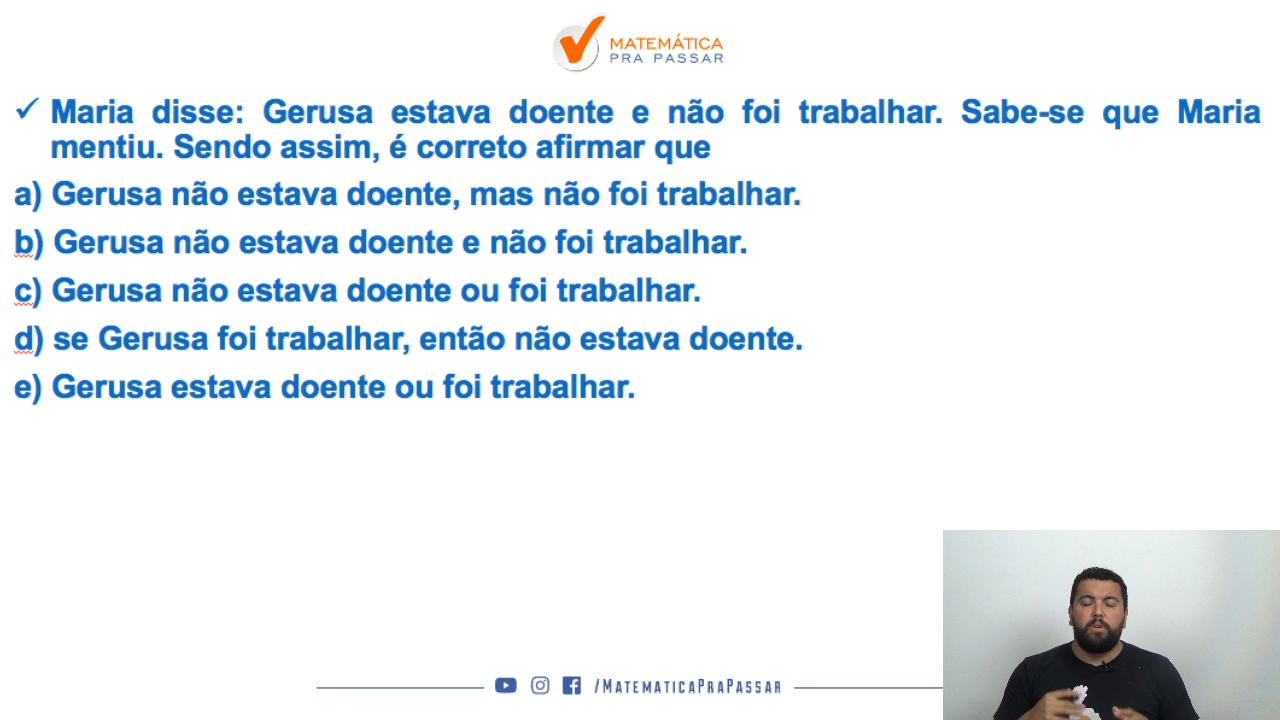 MATEMÁTICA
PRA PASSAR
✓ Maria disse: Gerusa estava doente e não foi trabalhar. Sabe-se que Maria
mentiu. Sendo assim, é correto afirmar que
a) Gerusa não estava doente, mas não foi trabalhar.
b) Gerusa não estava doente e não foi trabalhar.
c) Gerusa não estava doente ou foi trabalhar.
d) se Gerusa foi trabalhar, então não estava doente.
e) Gerusa estava doente ou foi trabalhar.
/MATEMATICAPRAPASSAR